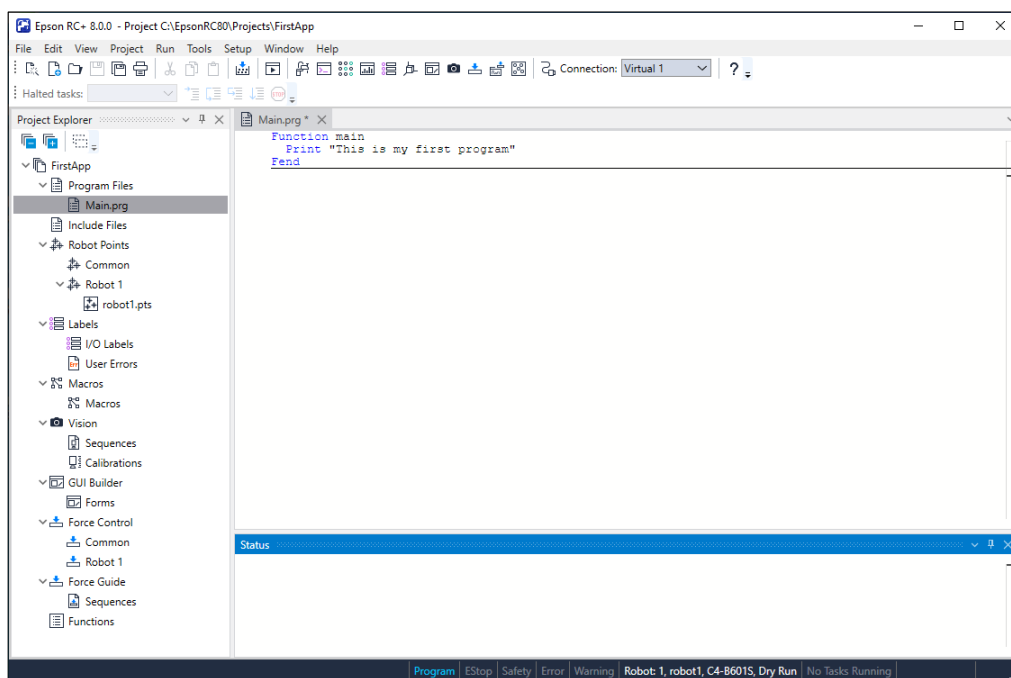 Epson RC+ 8.0.0 - Project C:\EpsonRC80\Projects\FirstApp
File Edit View Project Run Tools Setup Window Help
Connection: Virtual 1 ?
Halted tasks: STOP
Project Explorer
Main.prg *
Function main
Print "This is my first program"
Fend
FirstApp
Program Files
Main.prg
Include Files
Robot Points
Common
Robot 1
robot1.pts
Labels
I/O Labels
Err User Errors
Macros
Macros
Vision
Sequences
Calibrations
GUI Builder
Forms
Force Control
Common
Robot 1
Force Guide
Sequences
Functions
Status
Program EStop Safety Error Warning Robot: 1, robot1, C4-B601S, Dry Run No Tasks Running